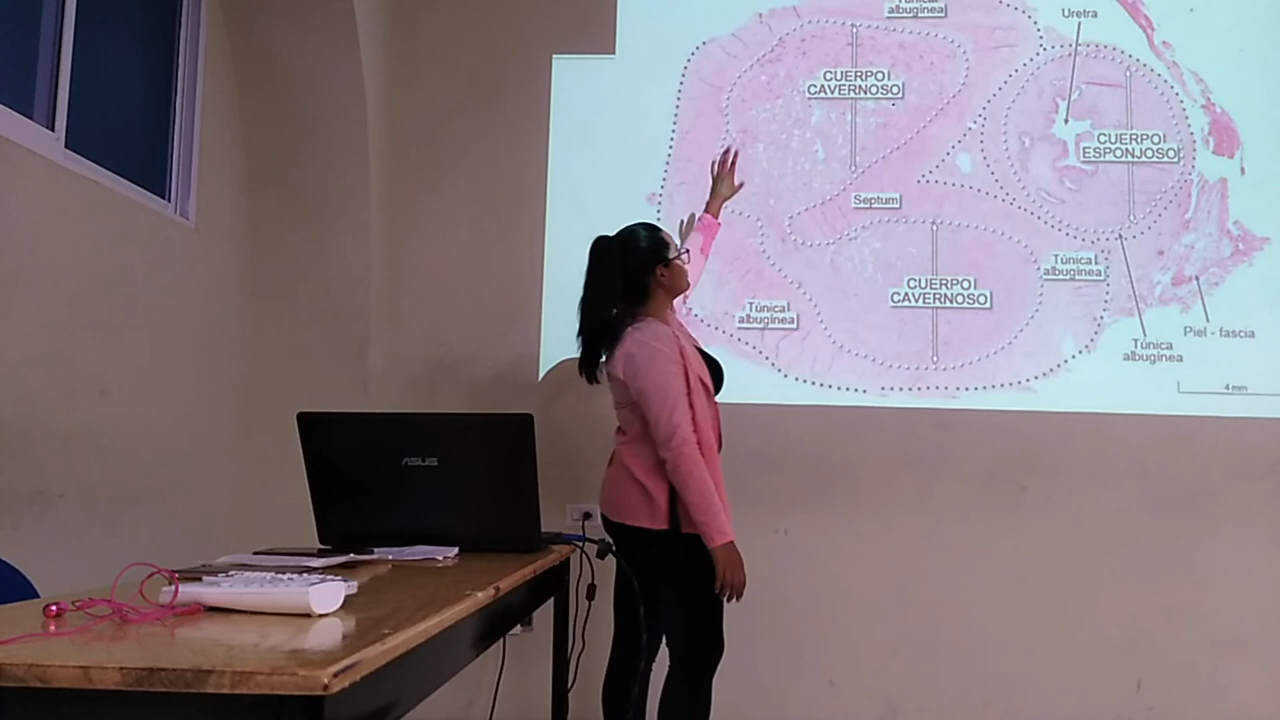 Túnica
albugínea
Uretra
CUERPO
CAVERNOSO
CUERPO
ESPONJOSO
Septum
Túnica
albugínea
CUERPO
CAVERNOSO
Túnica
albugínea
Piel - fascia
Túnica
albugínea
4 mm
ASUS